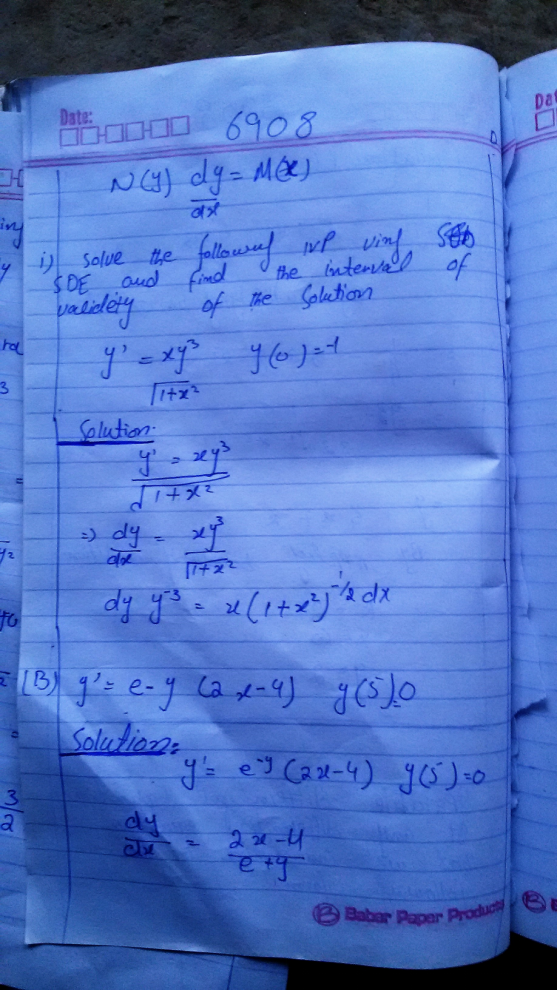 Date:
6908
N(y) dy/dx = M(x)
i) solve the following IVP using
SDE and find the interval of
validety of the Solution
y' = xy³/√1+x² y(0)=-1
Solution.
y' = xy³/√1+x²
=> dy/dx = xy³/√1+x²
dy y⁻³ = x(1+x²)^-1/2 dx
(B) y' = e-y (2x-4) y(5)=0
Solution:
y' = e^-y (2x-4) y(5)=0
dy/dx = 2x-4/e+y
Babar Paper Products